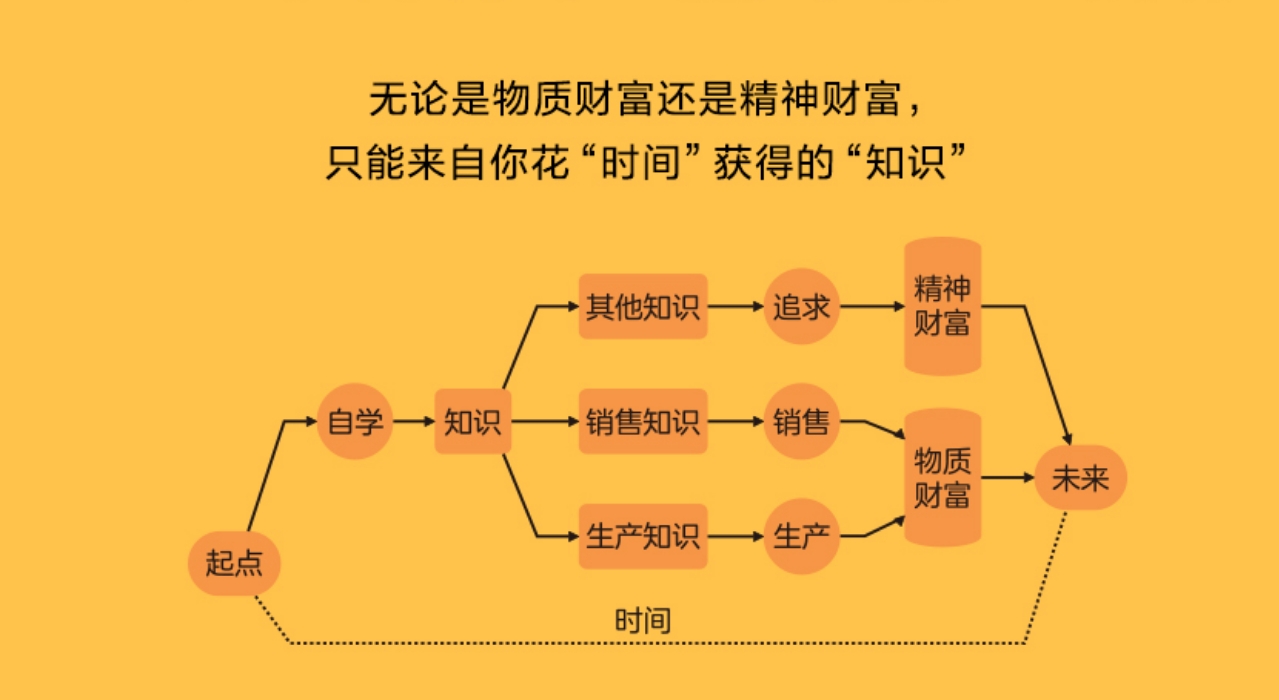 无论是物质财富还是精神财富，
只能来自你花“时间”获得的“知识”
其他知识
追求
精神
财富
自学
知识
销售知识
销售
物质
财富
未来
生产知识
生产
起点
时间